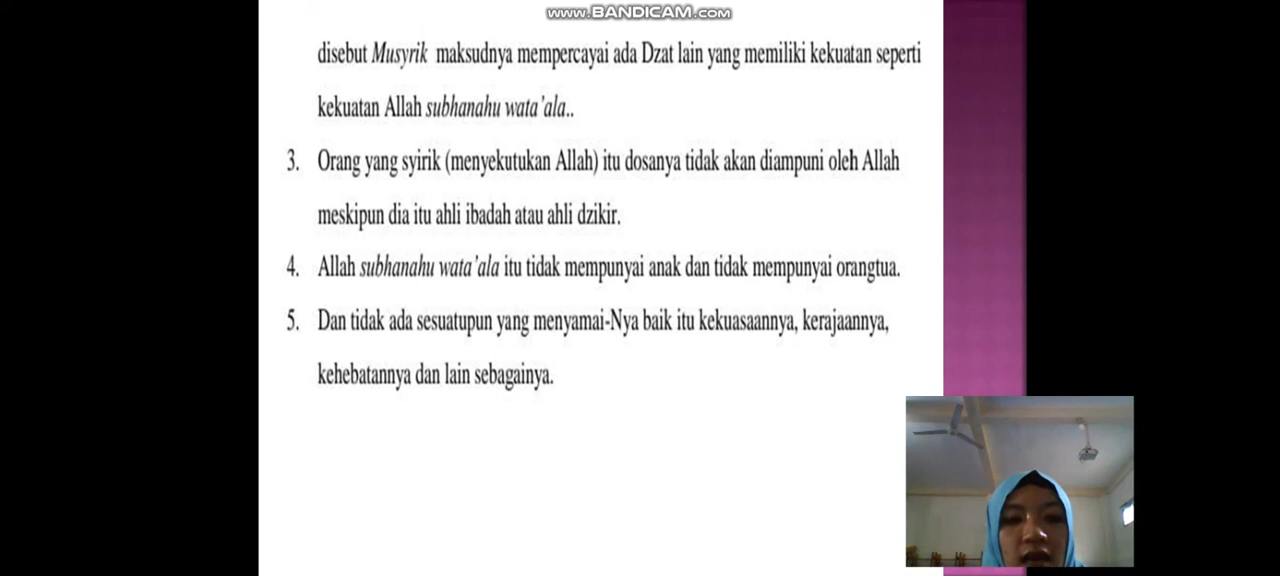 www.BANDICAM.com
disebut Musyrik maksudnya mempercayai ada Dzat lain yang memiliki kekuatan seperti
kekuatan Allah subhanahu wata’ala..
3. Orang yang syirik (menyekutukan Allah) itu dosanya tidak akan diampuni oleh Allah
meskipun dia itu ahli ibadah atau ahli dzikir.
4. Allah subhanahu wata’ala itu tidak mempunyai anak dan tidak mempunyai orangtua.
5. Dan tidak ada sesuatupun yang menyamai-Nya baik itu kekuasaannya, kerajaannya,
kehebatannya dan lain sebagainya.